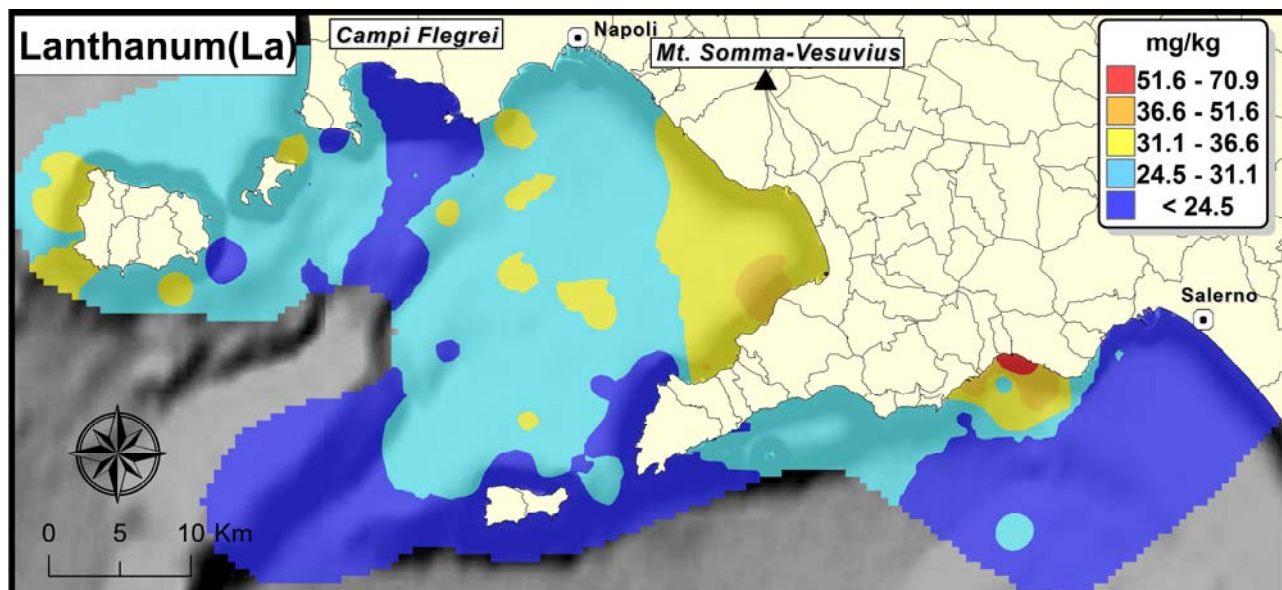 Lanthanum(La)
Campi Flegrei
Napoli
Mt. Somma-Vesuvius
mg/kg
51.6 - 70.9
36.6 - 51.6
31.1 - 36.6
24.5 - 31.1
< 24.5
Salerno
0 5 10 Km